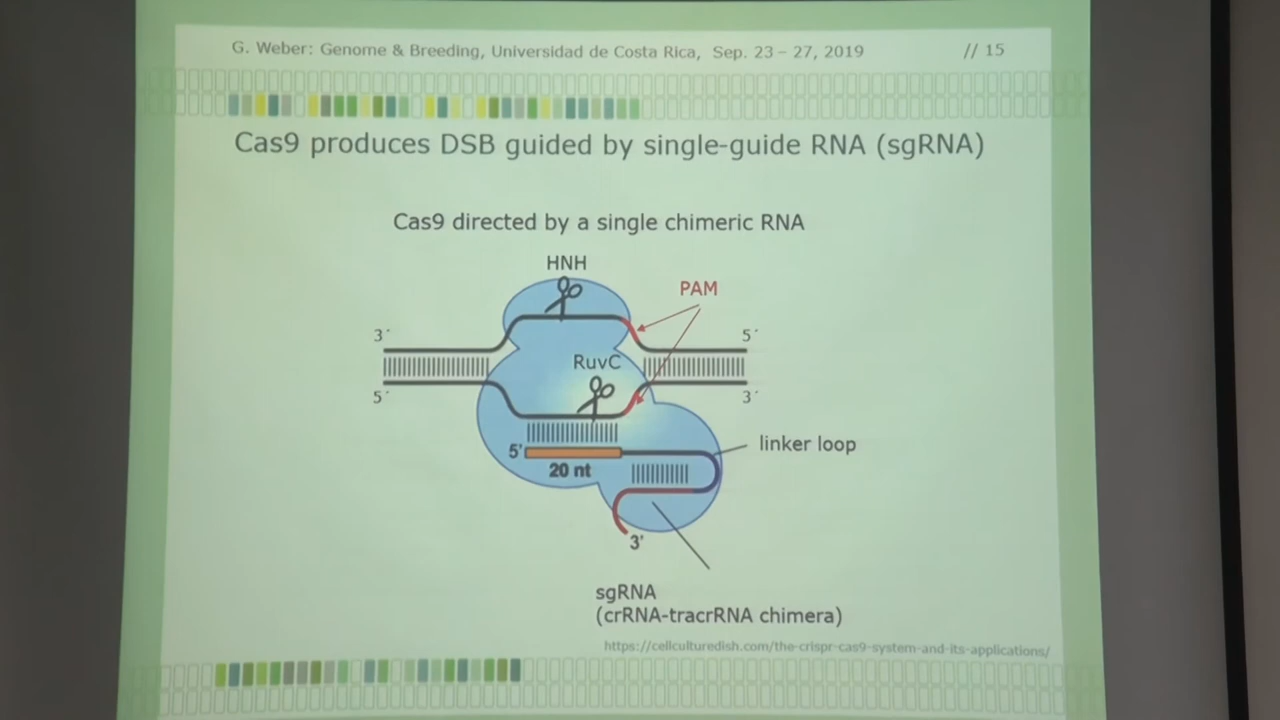 G. Weber: Genome & Breeding, Universidad de Costa Rica, Sep. 23 – 27, 2019 // 15
Cas9 produces DSB guided by single-guide RNA (sgRNA)
Cas9 directed by a single chimeric RNA
HNH
PAM
3´ 5´
RuvC
5´ 3´
linker loop
5'
20 nt
3'
sgRNA
(crRNA-tracrRNA chimera)
https://cellculturedish.com/the-crispr-cas9-system-and-its-applications/